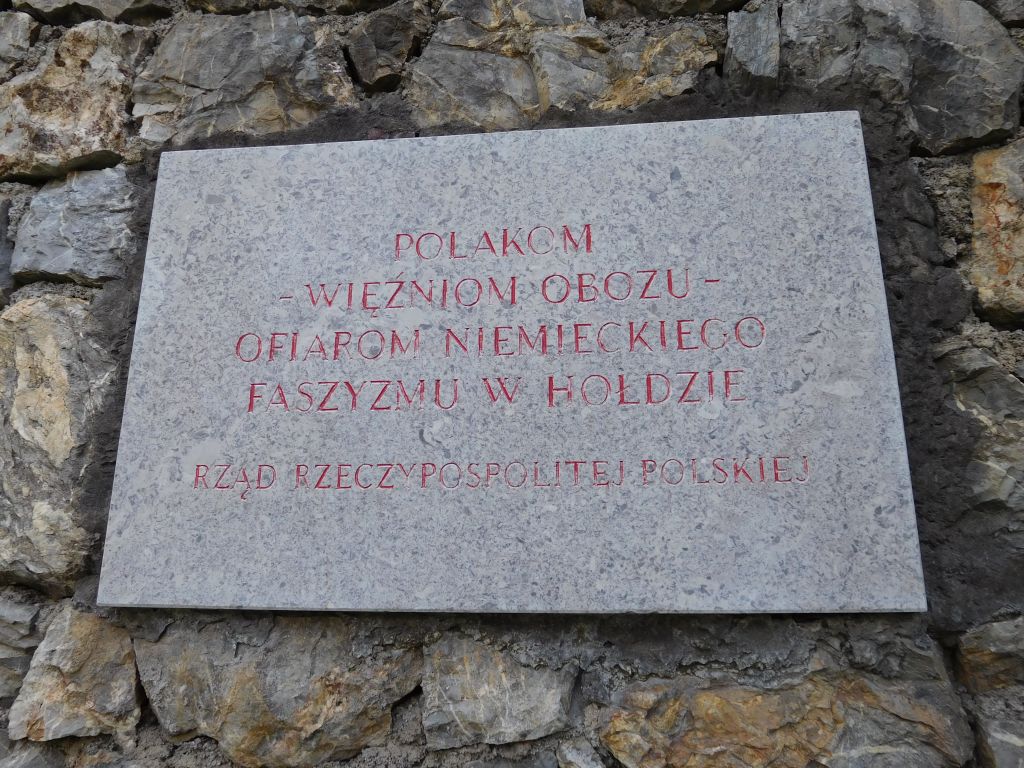 POLAKOM
- WIĘŹNIOM OBOZU -
OFIAROM NIEMIECKIEGO
FASZYZMU W HOŁDZIE
RZĄD RZECZYPOSPOLITEJ POLSKIEJ